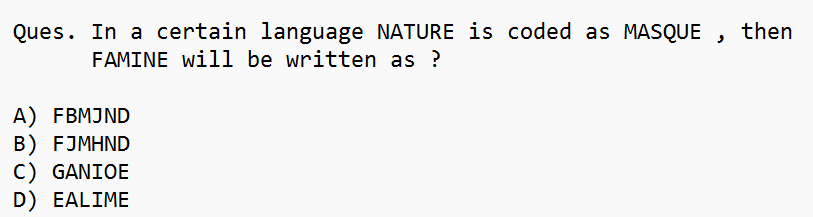 Ques. In a certain language NATURE is coded as MASQUE , then
FAMINE will be written as ?
A) FBMJND
B) FJMHND
C) GANIOE
D) EALIME